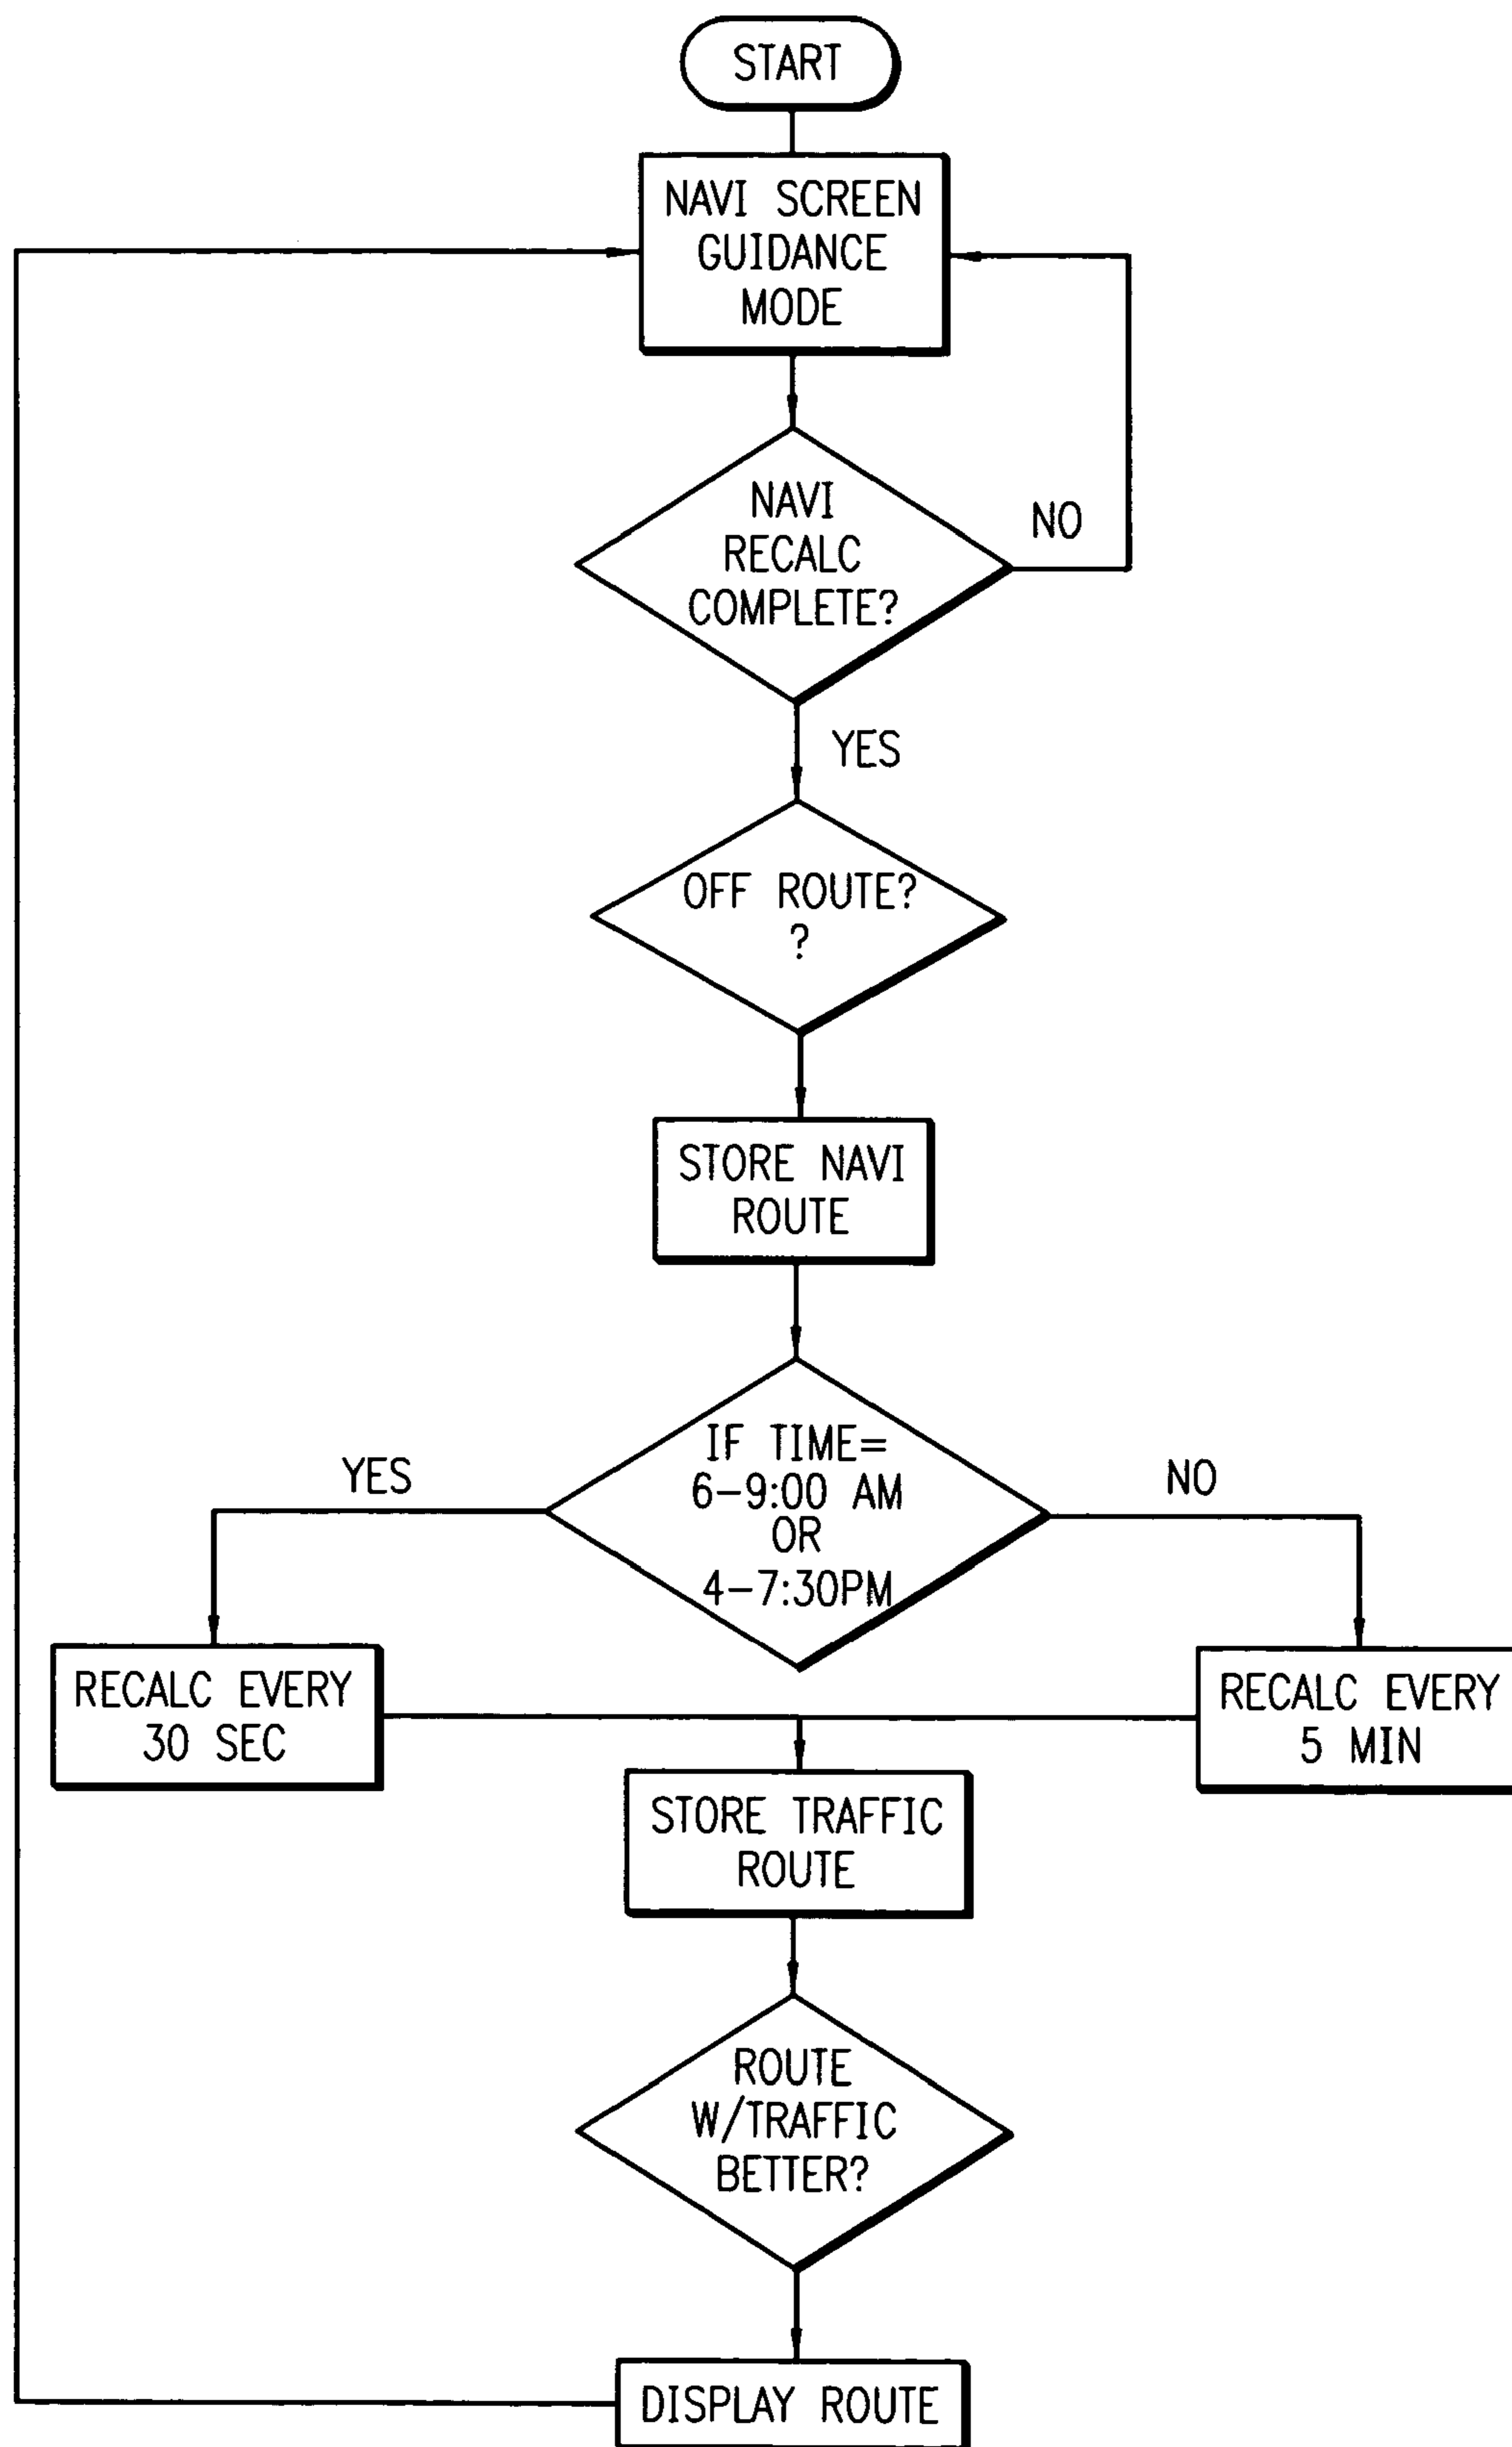 START
NAVI SCREEN
GUIDANCE
MODE
NAVI
RECALC
COMPLETE?
NO
YES
OFF ROUTE?
?
STORE NAVI
ROUTE
IF TIME=
6-9:00 AM
OR
4-7:30PM
YES
NO
RECALC EVERY
30 SEC
RECALC EVERY
5 MIN
STORE TRAFFIC
ROUTE
ROUTE
W/TRAFFIC
BETTER?
DISPLAY ROUTE